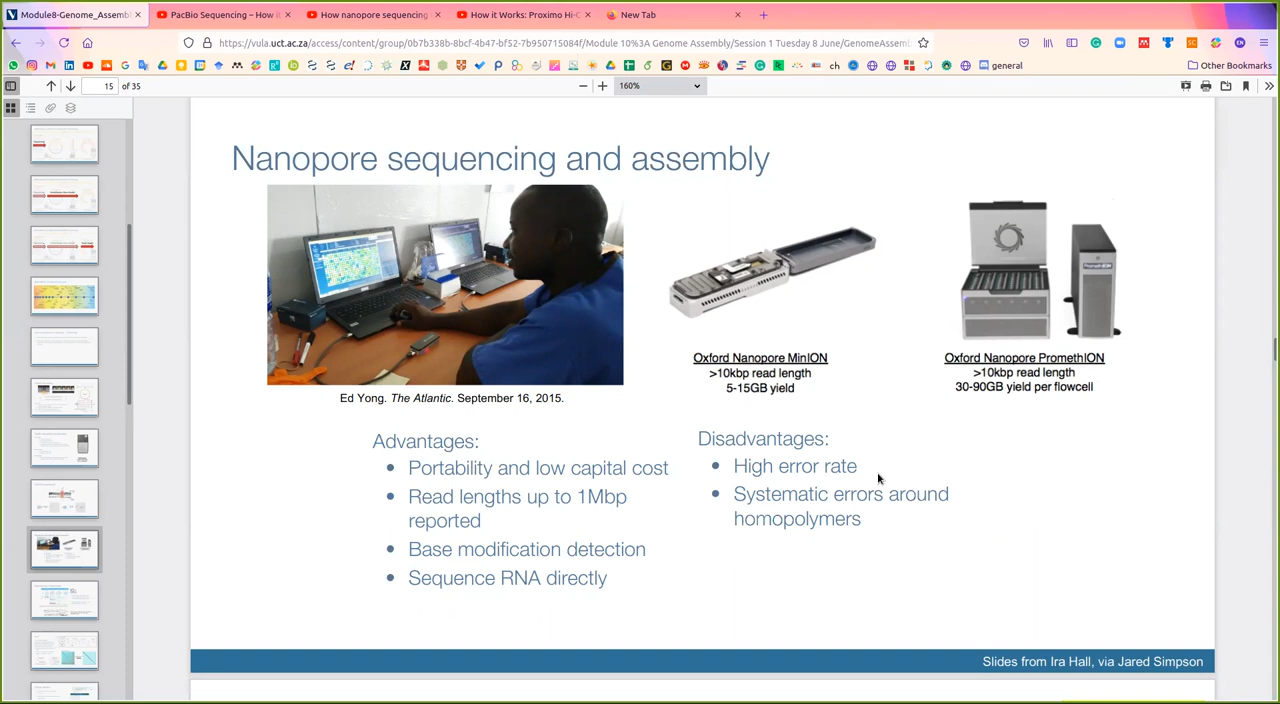 Module8-Genome_Assemb
PacBio Sequencing – How it
How nanopore sequencing
How it Works: Proximo Hi-C
New Tab
https://vula.uct.ac.za/access/content/group/0b7b338b-8bcf-4b47-bf52-7b950715084f/Module 10%3A Genome Assembly/Session 1 Tuesday 8 June/GenomeAssem
ch
general
Other Bookmarks
15 of 35
160%
Nanopore sequencing and assembly
Ed Yong. The Atlantic. September 16, 2015.
Oxford Nanopore MinION
>10kbp read length
5-15GB yield
Oxford Nanopore PromethION
>10kbp read length
30-90GB yield per flowcell
Advantages:
• Portability and low capital cost
• Read lengths up to 1Mbp
reported
• Base modification detection
• Sequence RNA directly
Disadvantages:
• High error rate
• Systematic errors around
homopolymers
Slides from Ira Hall, via Jared Simpson